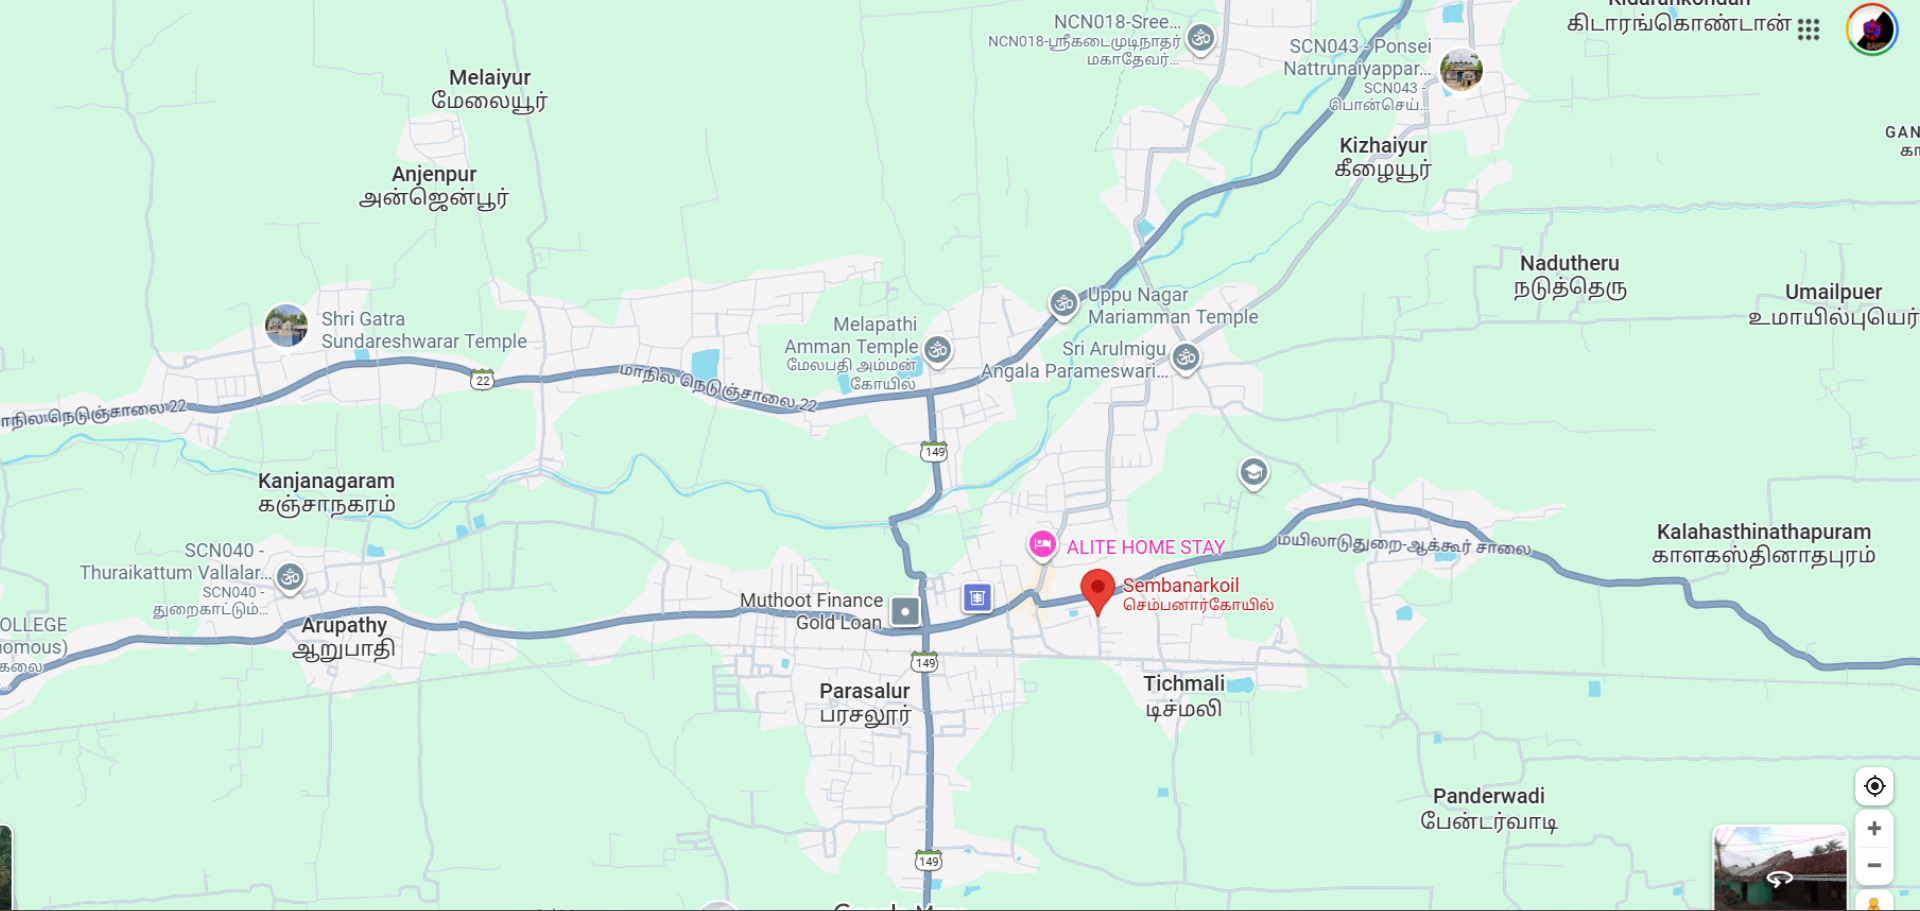 NCN018-Sree...
NCN018-ஸ்ரீகடைமுடிநாதர்
மகாதேவர்...
SCN043 - Ponsei
Nattrunaiyappar...
SCN043 -
பொன்செய்...
கிடாரங்கொண்டான்
Melaiyur
மேலையூர்
GAN
Kizhaiyur
கீழையூர்
Anjenpur
அன்ஜென்பூர்
Nadutheru
நடுத்தெரு
Umailpuer
உமாயில்புயெர்
Uppu Nagar
Mariamman Temple
Shri Gatra
Sundareshwarar Temple
Melapathi
Amman Temple
மேலபதி அம்மன்
கோயில்
Sri Arulmigu
Angala Parameswari...
22
மாநில நெடுஞ்சாலை 22
மாநில நெடுஞ்சாலை 22
149
Kanjanagaram
கஞ்சாநகரம்
Kalahasthinathapuram
காளகஸ்தினாதபுரம்
மயிலாடுதுறை-ஆக்கூர் சாலை
ALITE HOME STAY
SCN040 -
Thuraikattum Vallalar...
SCN040 -
துறைகாட்டும்...
Sembanarkoil
செம்பனார்கோயில்
Muthoot Finance
Gold Loan
OLLEGE
nomous)
கலை
Arupathy
ஆறுபாதி
149
Parasalur
பரசலூர்
Tichmali
டிச்மலி
Panderwadi
பேன்டர்வாடி
149